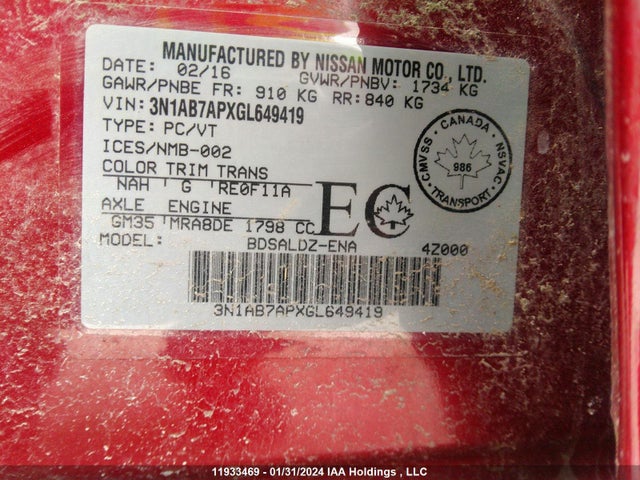 MANUFACTURED BY NISSAN MOTOR CO., LTD.
DATE: 02/16 GVWR/PNBV: 1734 KG
GAWR/PNBE FR: 910 KG RR: 840 KG
VIN: 3N1AB7APXGL649419
TYPE: PC/VT
ICES/NMB-002
COLOR TRIM TRANS
NAH G RE0F11A
AXLE ENGINE
GM35 MRA8DE 1798 CC
EC
CANADA
CMVSS
986
NSVAC
TRANSPORT
MODEL: BDSALDZ-ENA 4Z000
3N1AB7APXGL649419
11933469 - 01/31/2024 IAA Holdings , LLC